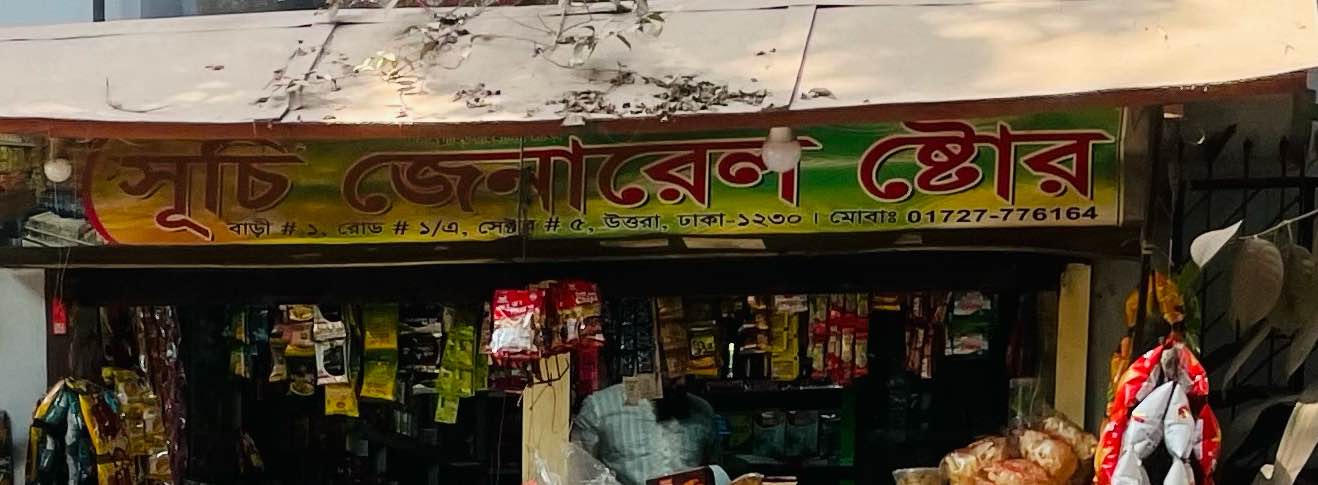 সূচি জেনারেল ষ্টোর
বাড়ী # ১, রোড # ১/এ, সেক্টর # ৫, উত্তরা, ঢাকা-১২৩০ । মোবাঃ 01727-776164